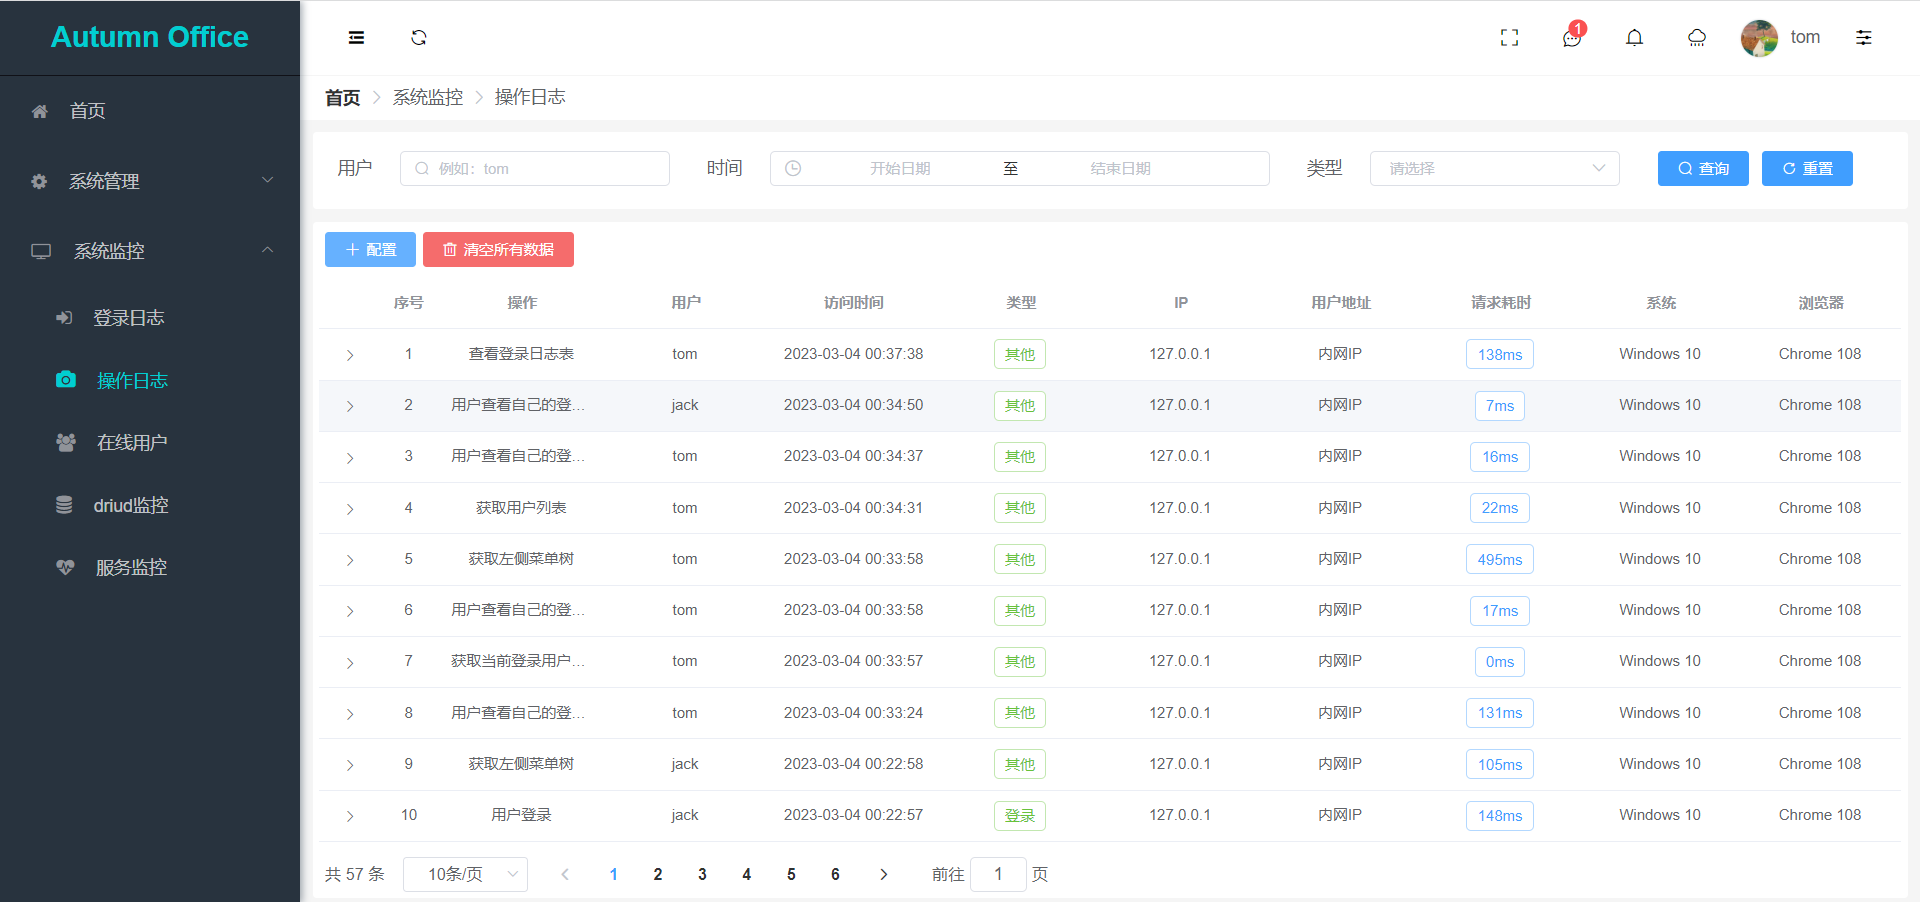 Autumn Office
1
tom
首页
系统管理
系统监控
登录日志
操作日志
在线用户
driud监控
服务监控
首页 系统监控 操作日志
用户 例如：tom 时间 开始日期 至 结束日期 类型 请选择 查询 重置
配置 清空所有数据
序号 操作 用户 访问时间 类型 IP 用户地址 请求耗时 系统 浏览器
1 查看登录日志表 tom 2023-03-04 00:37:38 其他 127.0.0.1 内网IP 138ms Windows 10 Chrome 108
2 用户查看自己的登... jack 2023-03-04 00:34:50 其他 127.0.0.1 内网IP 7ms Windows 10 Chrome 108
3 用户查看自己的登... tom 2023-03-04 00:34:37 其他 127.0.0.1 内网IP 16ms Windows 10 Chrome 108
4 获取用户列表 tom 2023-03-04 00:34:31 其他 127.0.0.1 内网IP 22ms Windows 10 Chrome 108
5 获取左侧菜单树 tom 2023-03-04 00:33:58 其他 127.0.0.1 内网IP 495ms Windows 10 Chrome 108
6 用户查看自己的登... tom 2023-03-04 00:33:58 其他 127.0.0.1 内网IP 17ms Windows 10 Chrome 108
7 获取当前登录用户... tom 2023-03-04 00:33:57 其他 127.0.0.1 内网IP 0ms Windows 10 Chrome 108
8 用户查看自己的登... tom 2023-03-04 00:33:24 其他 127.0.0.1 内网IP 131ms Windows 10 Chrome 108
9 获取左侧菜单树 jack 2023-03-04 00:22:58 其他 127.0.0.1 内网IP 105ms Windows 10 Chrome 108
10 用户登录 jack 2023-03-04 00:22:57 登录 127.0.0.1 内网IP 148ms Windows 10 Chrome 108
共 57 条 10条/页 1 2 3 4 5 6 前往 1 页